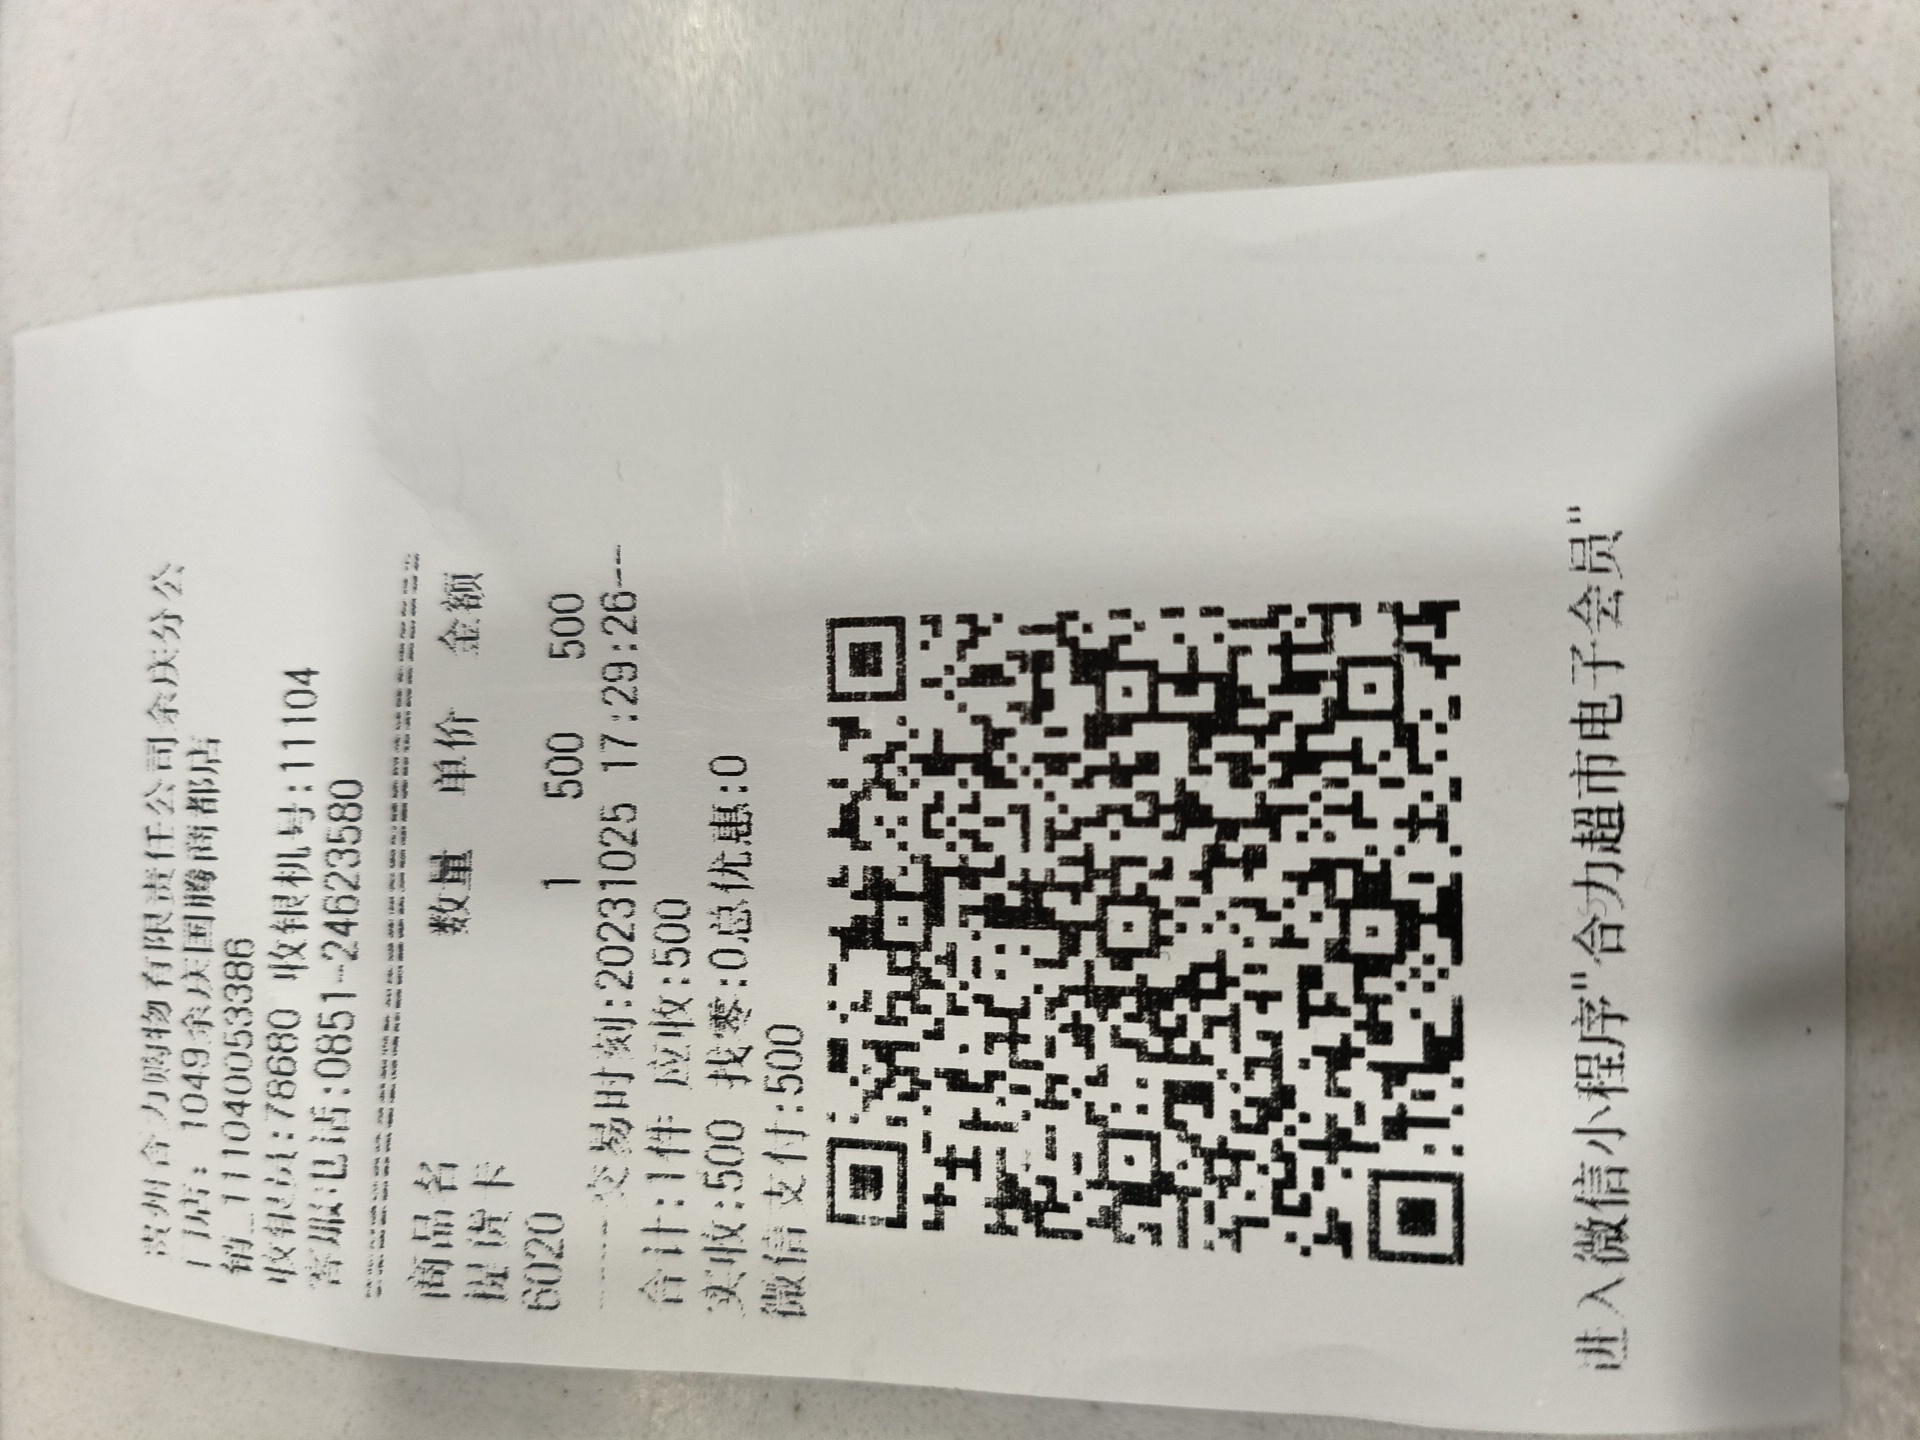 贵州合力购物有限责任公司余庆分公
门店: 1049余庆国腾商都店
销_111040053386
收银员:78680 收银机号:11104
客服电话:0851-24623580
商品名 数量 单价 金额
提货卡
6020 1 500 500
-----交易时刻:20231025 17:29:26---
合计:1件 应收:500
实收:500 找零:0总优惠:0
微信支付:500
进入微信小程序"合力超市电子会员"